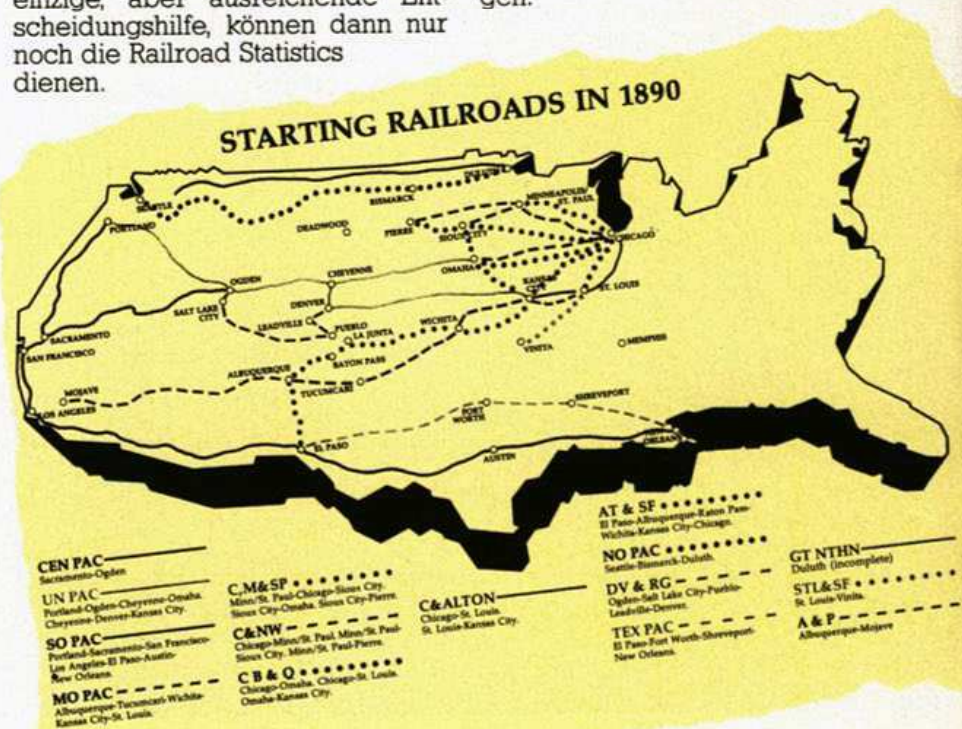 einzige, aber ausreichende Ent-
gen.
scheidungshilfe, können dann nur
noch die Railroad Statistics
dienen.
STARTING RAILROADS IN 1890
DULUTH
SEATTLE
BISMARCK
MINNEAPOLIS/
ST. PAUL
PORTLAND
DEADWOOD
PIERRE
SIOUX CITY
CHICAGO
OMAHA
OGDEN
CHEYENNE
KANSAS
CITY
ST. LOUIS
SALT LAKE
CITY
DENVER
LEADVILLE
PUEBLO
LA JUNTA
WICHITA
SACRAMENTO
SAN FRANCISCO
RATON PASS
VINITA
MEMPHIS
ALBUQUERQUE
TUCUMCARI
MOJAVE
LOS ANGELES
FORT
WORTH
SHREVEPORT
EL PASO
AUSTIN
ORLEANS
CEN PAC
Sacramento-Ogden
UN PAC
Portland-Ogden-Cheyenne-Omaha.
Cheyenne-Denver-Kansas City.
SO PAC
Portland-Sacramento-San Francisco-
Los Angeles-El Paso-Austin-
New Orleans.
MO PAC
Albuquerque-Tucumcari-Wichita-
Kansas City-St. Louis.
C,M&SP
Minn/St. Paul-Chicago-Sioux City.
Sioux City-Omaha. Sioux City-Pierre.
C&NW
Chicago-Minn/St. Paul. Minn/St. Paul-
Sioux City. Minn/St. Paul-Pierre.
C B & Q
Chicago-Omaha. Chicago-St. Louis.
Omaha-Kansas City.
C&ALTON
Chicago-St. Louis.
St. Louis-Kansas City.
AT & SF
El Paso-Albuquerque-Raton Pass-
Wichita-Kansas City-Chicago.
NO PAC
Seattle-Bismarck-Duluth.
DV & RG
Ogden-Salt Lake City-Pueblo-
Leadville-Denver.
TEX PAC
El Paso-Fort Worth-Shreveport-
New Orleans.
GT NTHN
Duluth (incomplete)
STL&SF
St. Louis-Vinita.
A & P
Albuquerque-Mojave